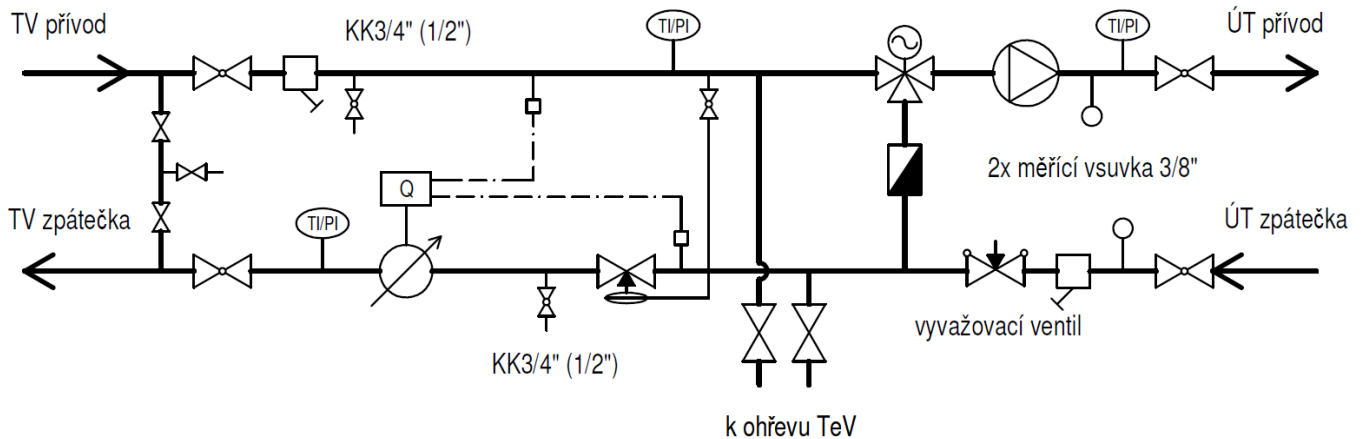 TV přívod
KK3/4" (1/2")
TI/PI
TI/PI
ÚT přívod
2x měřící vsuvka 3/8"
Q
TV zpátečka
TI/PI
ÚT zpátečka
vyvažovací ventil
KK3/4" (1/2")
k ohřevu TeV